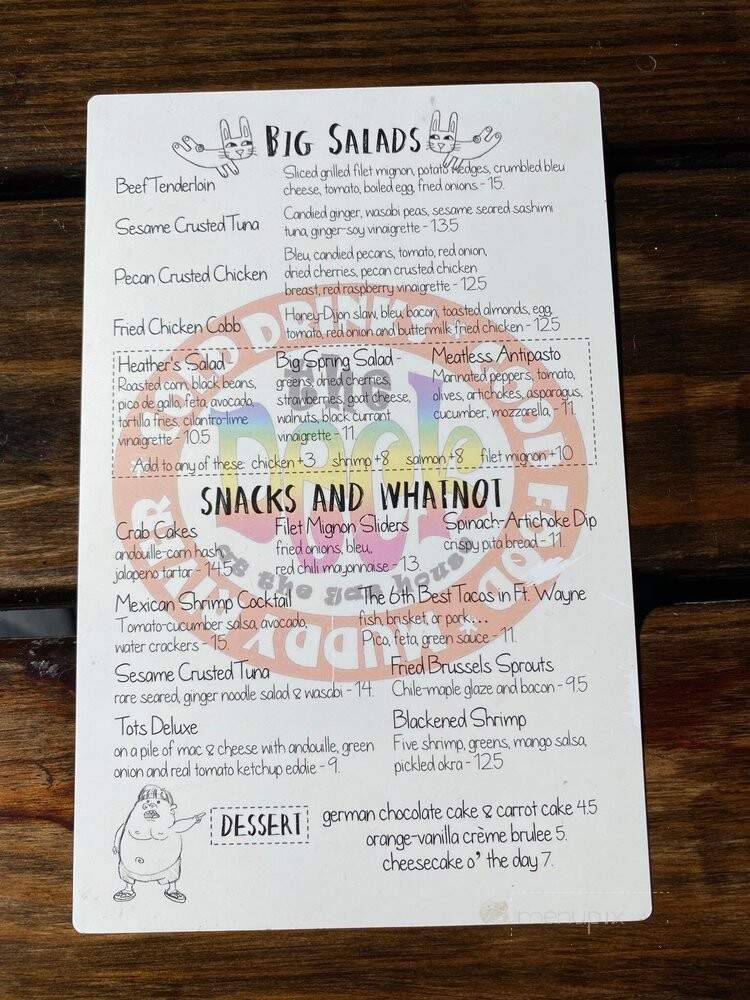 BIG SALADS
Beef Tenderloin
Sliced grilled filet mignon, potato wedges, crumbled bleu
cheese, tomato, boiled egg, fried onions - 15.
Sesame Crusted Tuna
Candied ginger, wasabi peas, sesame seared sashimi
tuna, ginger-soy vinaigrette - 13.5
Pecan Crusted Chicken
Bleu, candied pecans, tomato, red onion,
dried cherries, pecan crusted chicken
breast, red raspberry vinaigrette - 12.5
Fried Chicken Cobb
Honey-Dijon slaw, bleu, bacon, toasted almonds, egg,
tomato, red onion and buttermilk fried chicken - 12.5
Heather's Salad
Roasted corn, black beans,
pico de gallo, feta, avocado,
tortilla fries, cilantro-lime
vinaigrette - 10.5
Big Spring Salad -
greens, dried cherries,
strawberries, goat cheese,
walnuts, black currant
vinaigrette - 11.
Meatless Antipasto
Marinated peppers, tomato,
olives, artichokes, asparagus,
cucumber, mozzarella, - 11.
Add to any of these: chicken +3 shrimp +8 salmon +8 filet mignon +10
SNACKS AND WHATNOT
Crab Cakes
andouille-corn hash,
jalapeno tartar - 14.5
Filet Mignon Sliders
fried onions, bleu,
red chili mayonnaise - 13
Spinach-Artichoke Dip
crispy pita bread - 11.
Mexican Shrimp Cocktail
Tomato-cucumber salsa, avocado,
water crackers - 15.
The 6th Best Tacos in Ft. Wayne
fish, brisket, or pork...
Pico, feta, green sauce - 11.
Sesame Crusted Tuna
rare seared, ginger noodle salad & wasabi - 14.
Fried Brussels Sprouts
Chile-maple glaze and bacon - 9.5
Tots Deluxe
on a pile of mac & cheese with andouille, green
onion and real tomato ketchup eddie - 9.
Blackened Shrimp
Five shrimp, greens, mango salsa,
pickled okra - 12.5
DESSERT
german chocolate cake & carrot cake 4.5
orange-vanilla crème brulee 5.
cheesecake o' the day 7.
COLD DRINKS
COOL FOOD
MUDDY RIVER
the
Deck
at the gas house
menupix